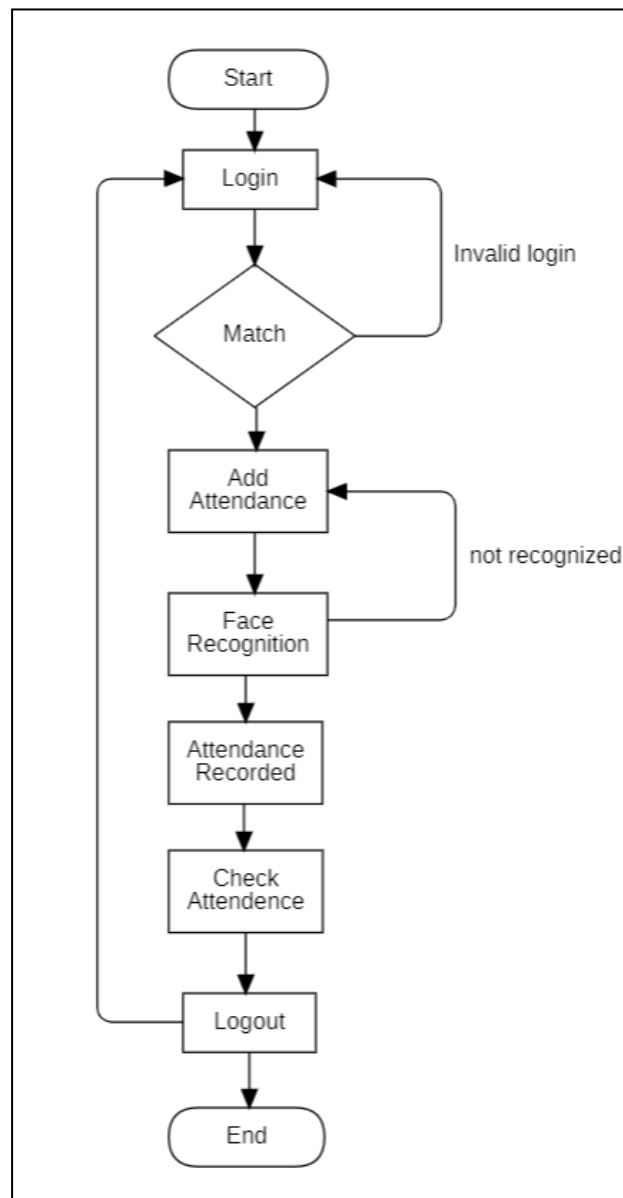 Start
Login
Invalid login
Match
Add
Attendance
not recognized
Face
Recognition
Attendance
Recorded
Check
Attendence
Logout
End